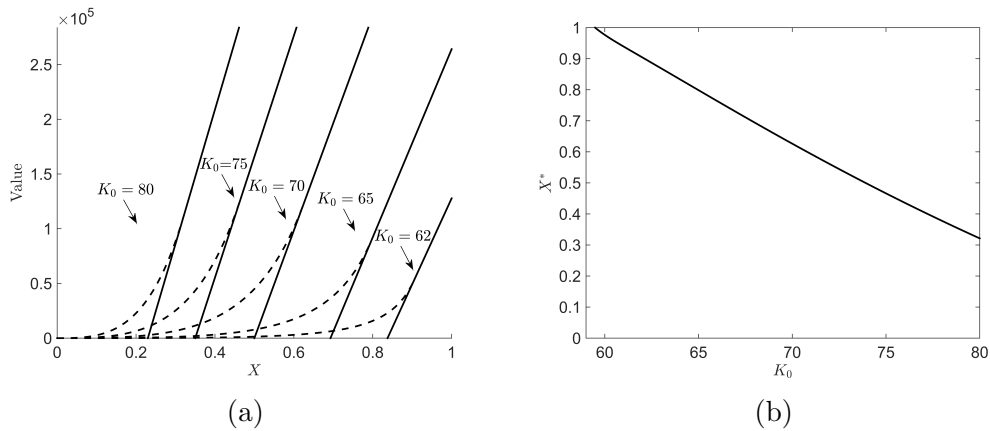 ×10⁵
2.5
2
1.5
1
0.5
0
Value
K₀ = 80
K₀=75
K₀ = 70
K₀ = 65
K₀ = 62
0 0.2 0.4 0.6 0.8 1
X
(a)
1
0.9
0.8
0.7
0.6
0.5
0.4
0.3
0.2
0.1
0
X*
60 65 70 75 80
K₀
(b)